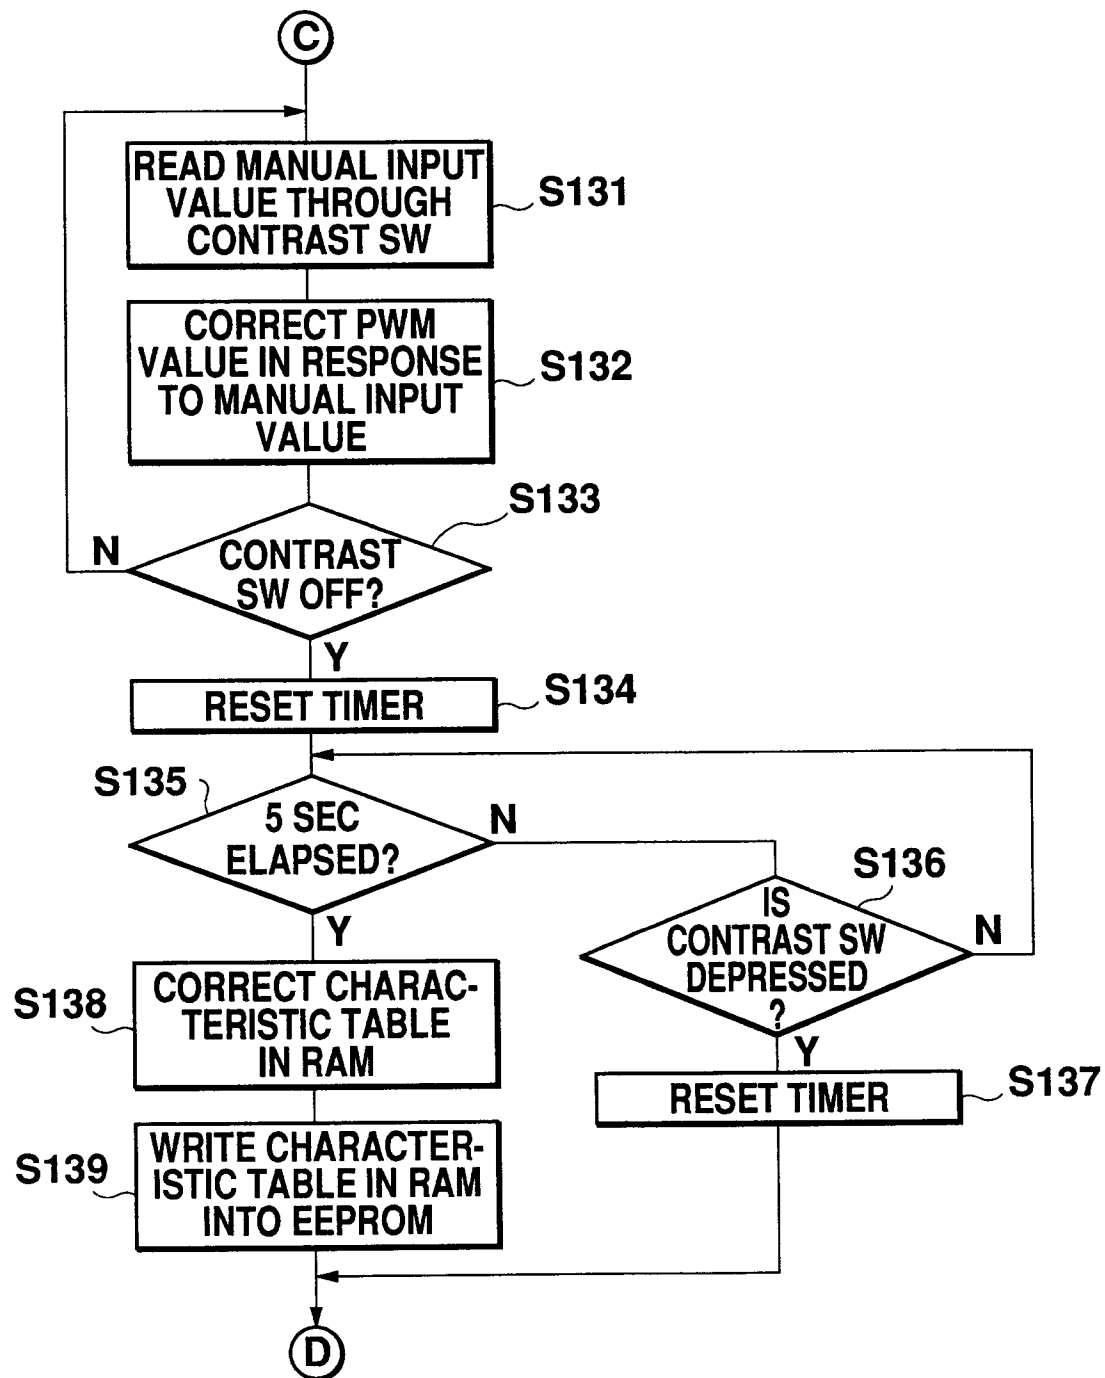 C
READ MANUAL INPUT
VALUE THROUGH
CONTRAST SW
S131
CORRECT PWM
VALUE IN RESPONSE
TO MANUAL INPUT
VALUE
S132
S133
N
CONTRAST
SW OFF?
Y
RESET TIMER
S134
S135
5 SEC
ELAPSED?
N
Y
S136
IS
CONTRAST SW
DEPRESSED
?
N
Y
RESET TIMER
S137
S138
CORRECT CHARAC-
TERISTIC TABLE
IN RAM
S139
WRITE CHARACTER-
ISTIC TABLE IN RAM
INTO EEPROM
D